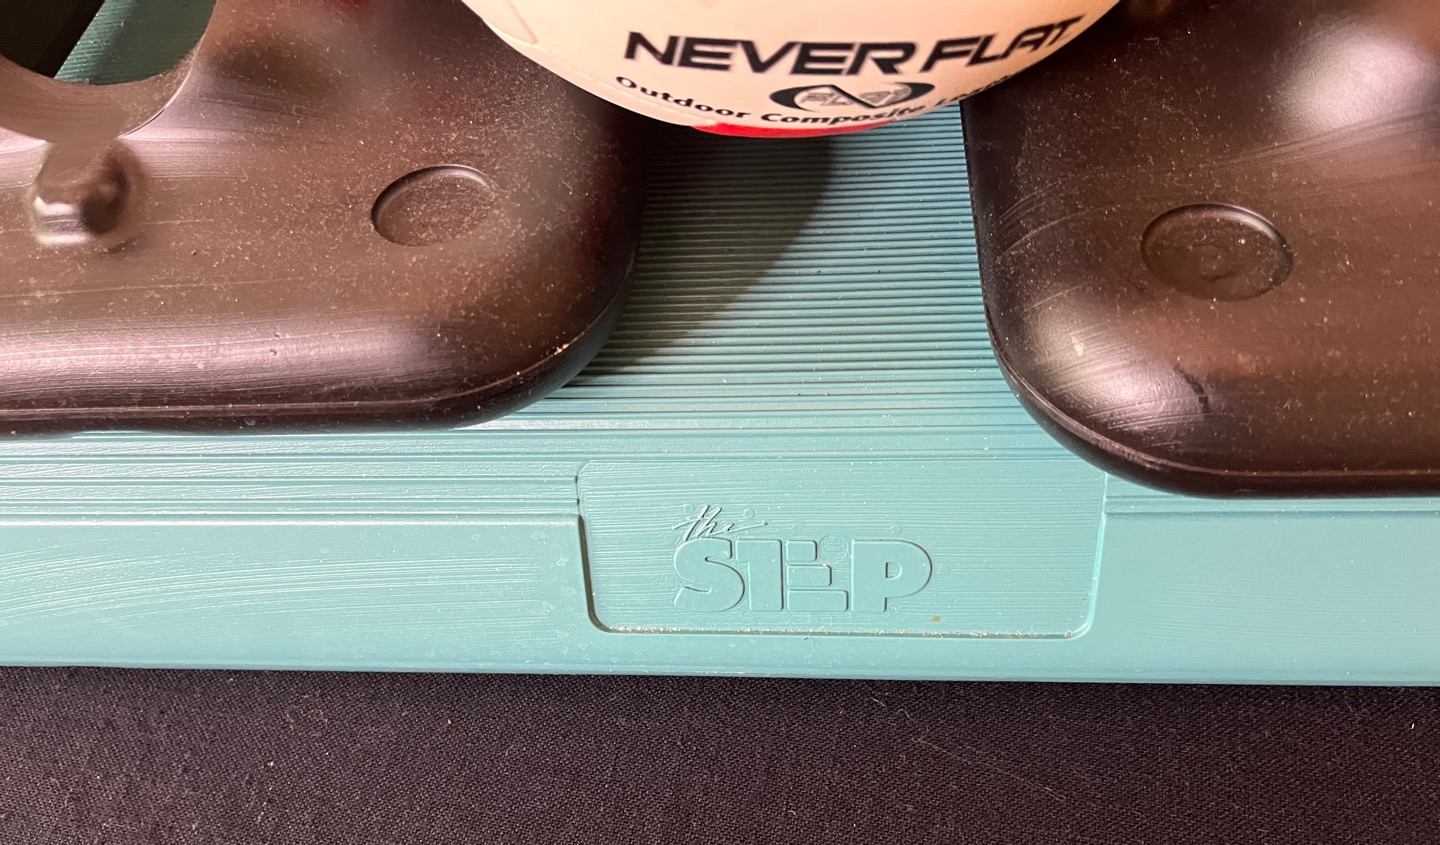 NEVER FLAT
Outdoor Composite
the
STEP